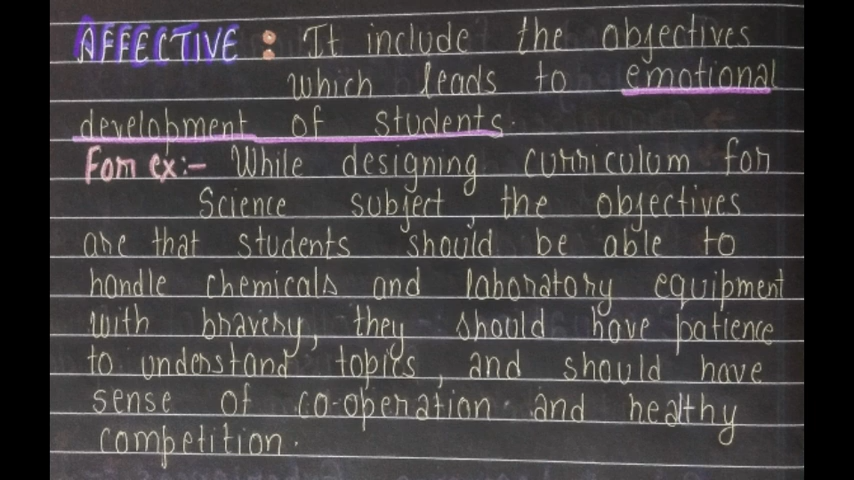 AFFECTIVE : It include the objectives
which leads to emotional
development of students.
For ex:- While designing curriculum for
Science subject, the objectives
are that students should be able to
handle chemicals and laboratory equipment
with bravery, they should have patience
to understand topics, and should have
sense of co-operation and healthy
competition.